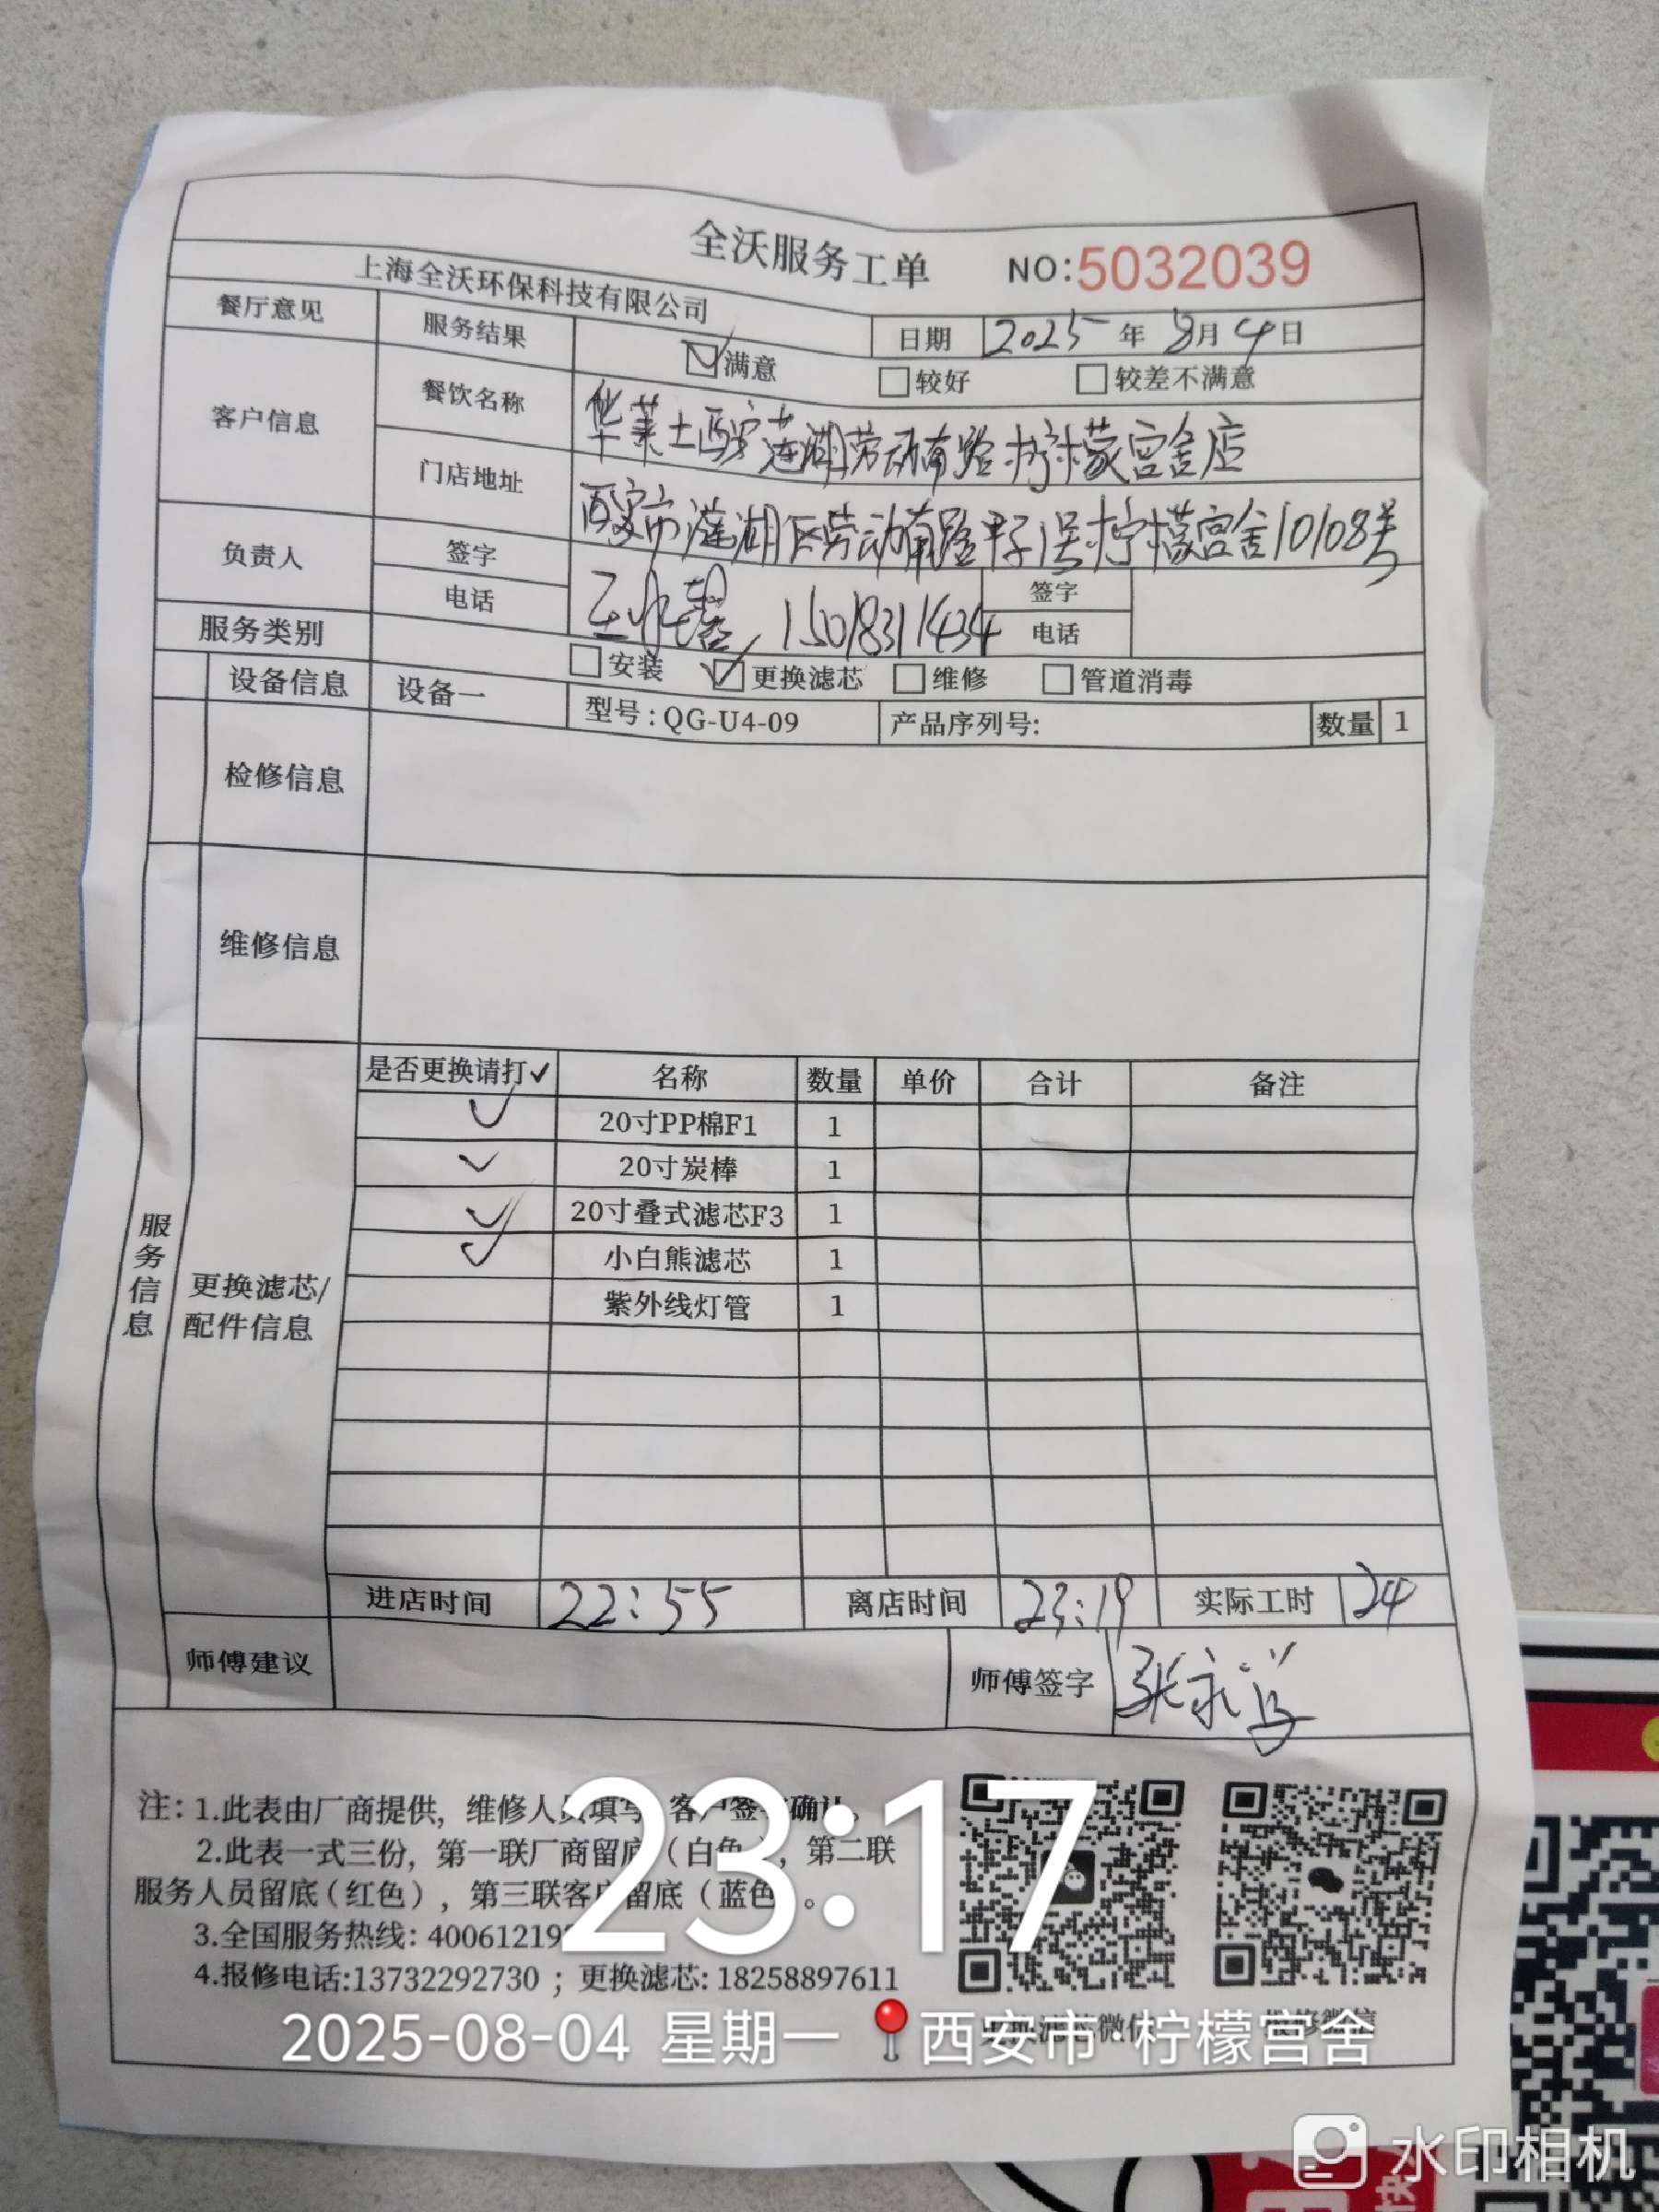 全沃服务工单 NO:5032039
上海全沃环保科技有限公司 日期 2025年8月4日
餐厅意见 服务结果 满意 较好 较差不满意
客户信息 餐饮名称 华莱士西安莲湖劳动南路柠檬宫舍店
门店地址 西安市莲湖区劳动南路甲字1号柠檬宫舍10108号
负责人 签字 签字
电话 15018311434 电话
服务类别 安装 更换滤芯 维修 管道消毒
设备信息 设备一 型号:QG-U4-09 产品序列号: 数量 1
检修信息
维修信息
服务信息
更换滤芯/
配件信息
是否更换请打✓ 名称 数量 单价 合计 备注
✓ 20寸PP棉F1 1
✓ 20寸炭棒 1
✓ 20寸叠式滤芯F3 1
✓ 小白熊滤芯 1
紫外线灯管 1
进店时间 22:55 离店时间 23:19 实际工时 24
师傅建议 师傅签字 张永
注:1.此表由厂商提供,维修人员填写 客户签 确认。
2.此表一式三份,第一联厂商留底(白色),第二联
服务人员留底(红色),第三联客户留底(蓝色)。
3.全国服务热线:40061219
4.报修电话:13732292730;更换滤芯:18258897611
23:17
2025-08-04 星期一 西安市·柠檬宫舍
水印相机